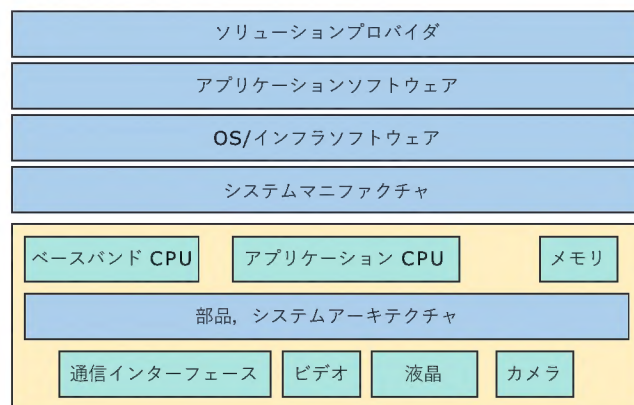 ソリューションプロバイダ
アプリケーションソフトウェア
OS/インフラソフトウェア
システムマニファクチャ
ベースバンド CPU
アプリケーション CPU
メモリ
部品，システムアーキテクチャ
通信インターフェース
ビデオ
液晶
カメラ